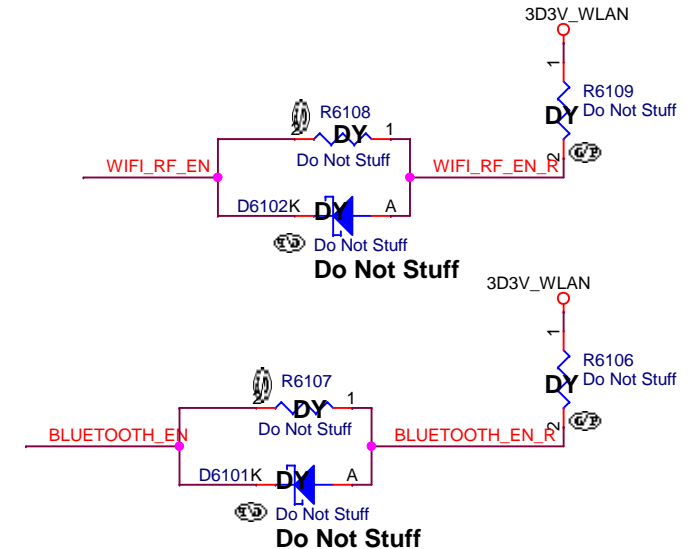 3D3V_WLAN
1
R6109
DY Do Not Stuff
2
R6108
2 DY 1
Do Not Stuff
WIFI_RF_EN
WIFI_RF_EN_R
D6102 K DY A
Do Not Stuff
Do Not Stuff
3D3V_WLAN
1
R6106
DY Do Not Stuff
2
R6107
2 DY 1
Do Not Stuff
BLUETOOTH_EN
BLUETOOTH_EN_R
D6101 K DY A
Do Not Stuff
Do Not Stuff